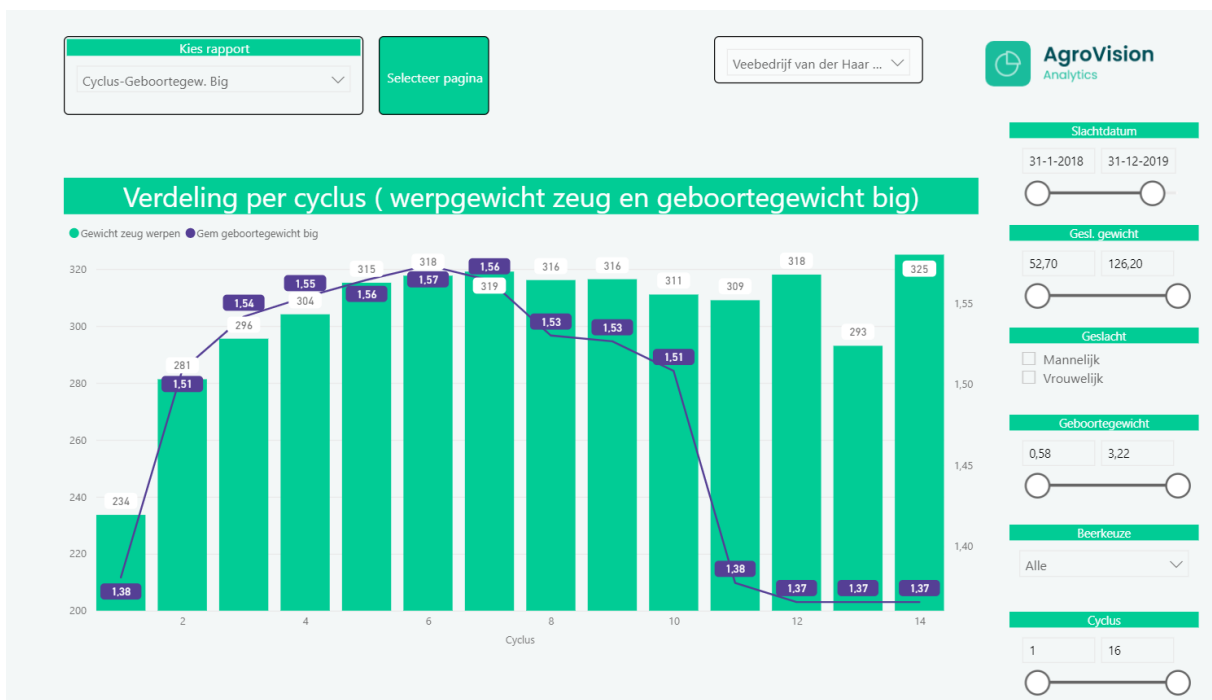 Kies rapport
Cyclus-Geboortegew. Big
Selecteer pagina
Veebedrijf van der Haar ...
AgroVision
Analytics
Slachtdatum
31-1-2018 31-12-2019
Gesl. gewicht
52,70 126,20
Geslacht
Mannelijk
Vrouwelijk
Geboortegewicht
0,58 3,22
Beerkeuze
Alle
Cyclus
1 16
Verdeling per cyclus ( werpgewicht zeug en geboortegewicht big)
Gewicht zeug werpen Gem geboortegewicht big
320
300
280
260
240
220
200
234
281
296
304
315
318
319
316
316
311
309
318
293
325
1,38
1,51
1,54
1,55
1,56
1,57
1,56
1,53
1,53
1,51
1,38
1,37
1,37
1,37
1,55
1,50
1,45
1,40
2 4 6 8 10 12 14
Cyclus